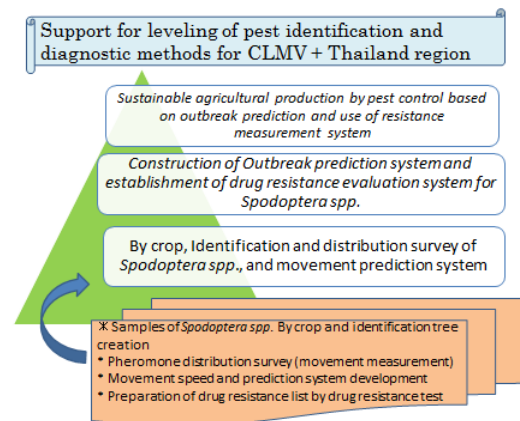 Support for leveling of pest identification and
diagnostic methods for CLMV + Thailand region
Sustainable agricultural production by pest control based
on outbreak prediction and use of resistance
measurement system
Construction of Outbreak prediction system and
establishment of drug resistance evaluation system for
Spodoptera spp.
By crop, Identification and distribution survey of
Spodoptera spp., and movement prediction system
* Samples of Spodoptera spp. By crop and identification tree
creation
* Pheromone distribution survey (movement measurement)
* Movement speed and prediction system development
* Preparation of drug resistance list by drug resistance test